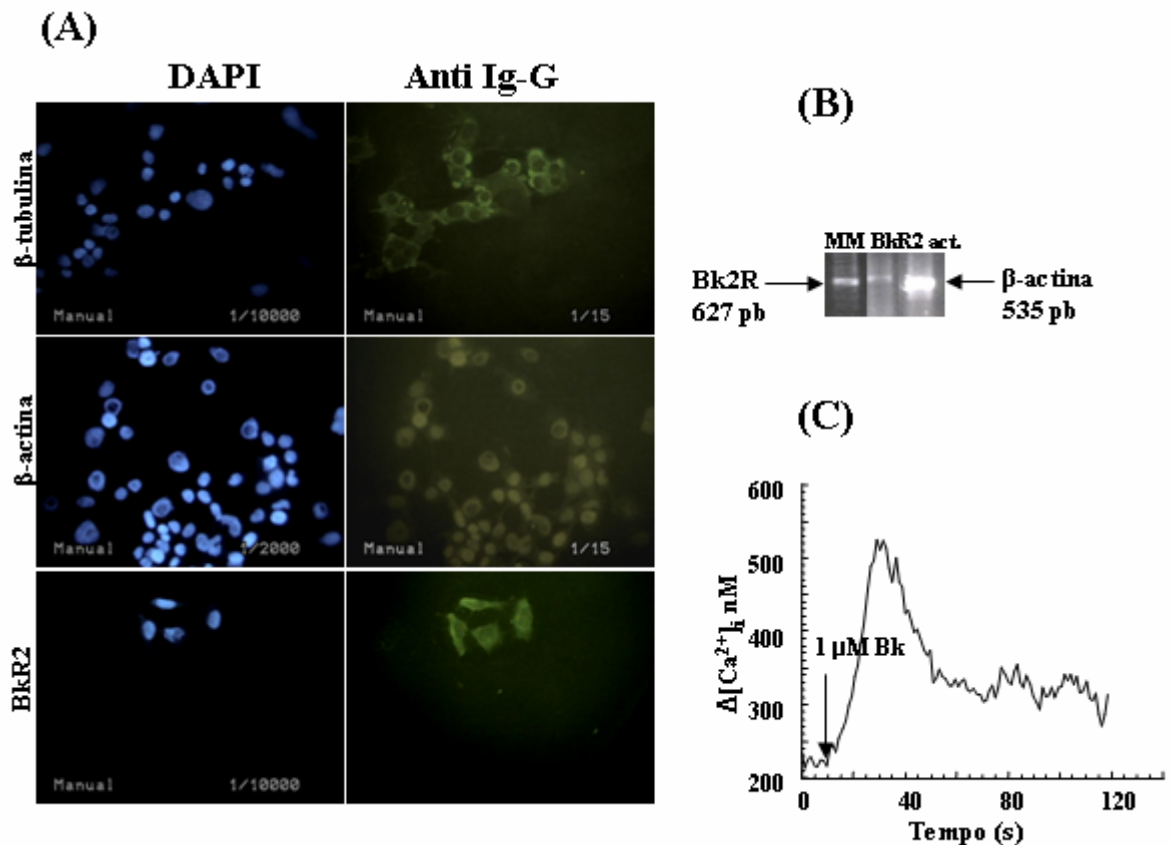 (A)
DAPI
Anti Ig-G
β-tubulina
Manual 1/10000
Manual 1/15
β-actina
Manual 1/2000
Manual 1/15
BkR2
Manual 1/10000
(B)
MM BkR2 act.
Bk2R
627 pb
β-actina
535 pb
(C)
600
500
400
300
200
Δ[Ca²⁺]i nM
1 µM Bk
0 40 80 120
Tempo (s)